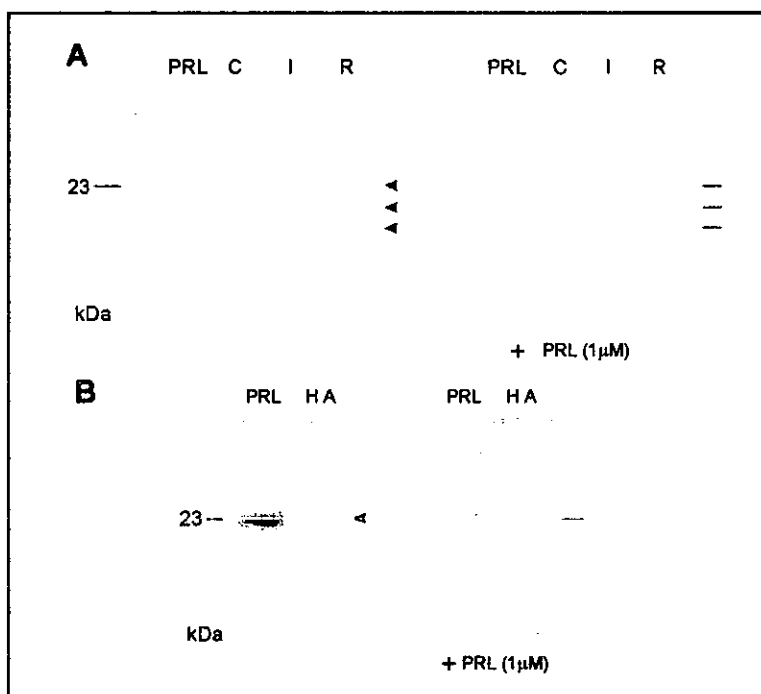 A
PRL C I R PRL C I R
23
kDa
+ PRL (1μM)
B
PRL H A PRL H A
23
kDa
+ PRL (1μM)